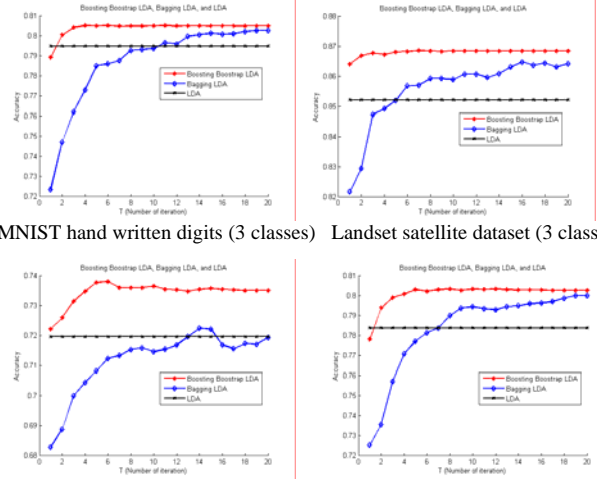 Boosting Boostrap LDA, Bagging LDA, and LDA
0.81
0.8
0.79
0.78
0.77
0.76
0.75
0.74
0.73
0.72
Accuracy
Boosting Boostrap LDA
Bagging LDA
LDA
0 2 4 6 8 10 12 14 16 18 20
T (Number of iteration)
Boosting Boostrap LDA, Bagging LDA, and LDA
0.88
0.87
0.86
0.85
0.84
0.83
0.82
Accuracy
Boosting Boostrap LDA
Bagging LDA
LDA
0 2 4 6 8 10 12 14 16 18 20
T (Number of iteration)
MNIST hand written digits (3 classes) Landset satellite dataset (3 class
Boosting Boostrap LDA, Bagging LDA, and LDA
0.74
0.73
0.72
0.71
0.7
0.69
0.68
Accuracy
Boosting Boostrap LDA
Bagging LDA
LDA
0 2 4 6 8 10 12 14 16 18 20
T (Number of iteration)
Boosting Boostrap LDA, Bagging LDA, and LDA
0.81
0.8
0.79
0.78
0.77
0.76
0.75
0.74
0.73
0.72
Accuracy
Boosting Boostrap LDA
Bagging LDA
LDA
0 2 4 6 8 10 12 14 16 18 20
T (Number of iteration)